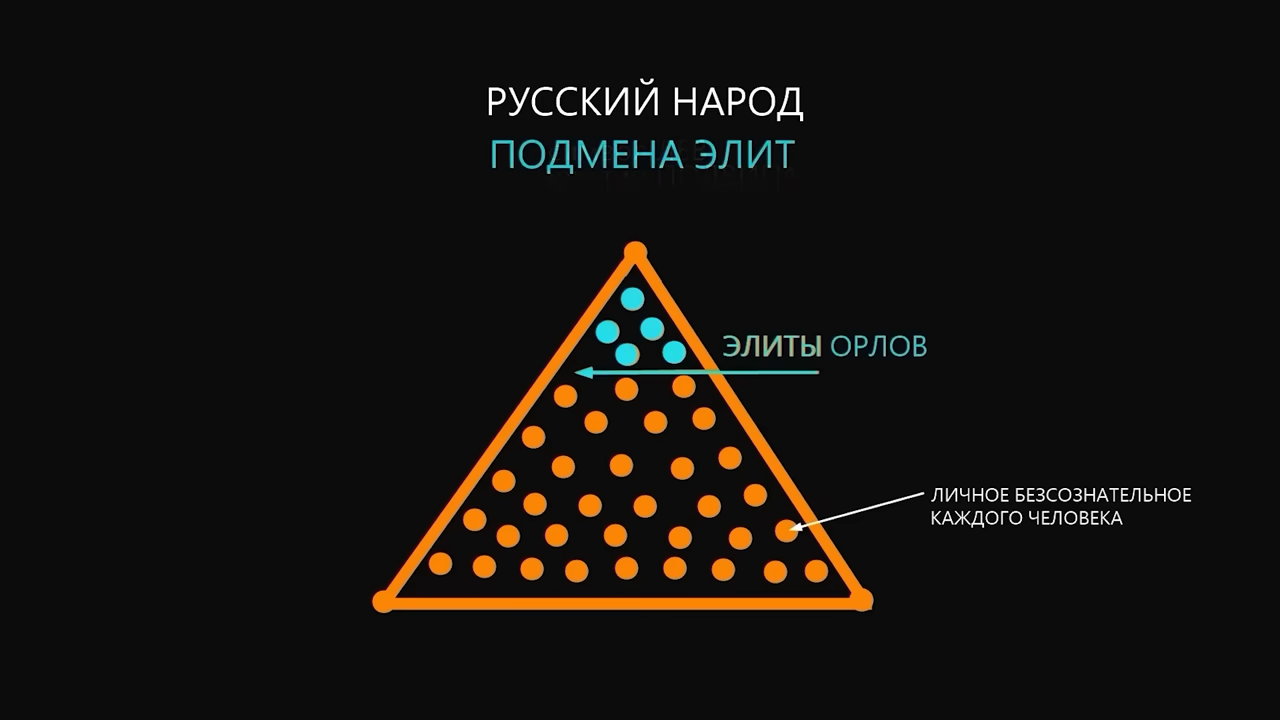 РУССКИЙ НАРОД
ПОДМЕНА ЭЛИТ
ЭЛИТЫ ОРЛОВ
ЛИЧНОЕ БЕЗСОЗНАТЕЛЬНОЕ
КАЖДОГО ЧЕЛОВЕКА